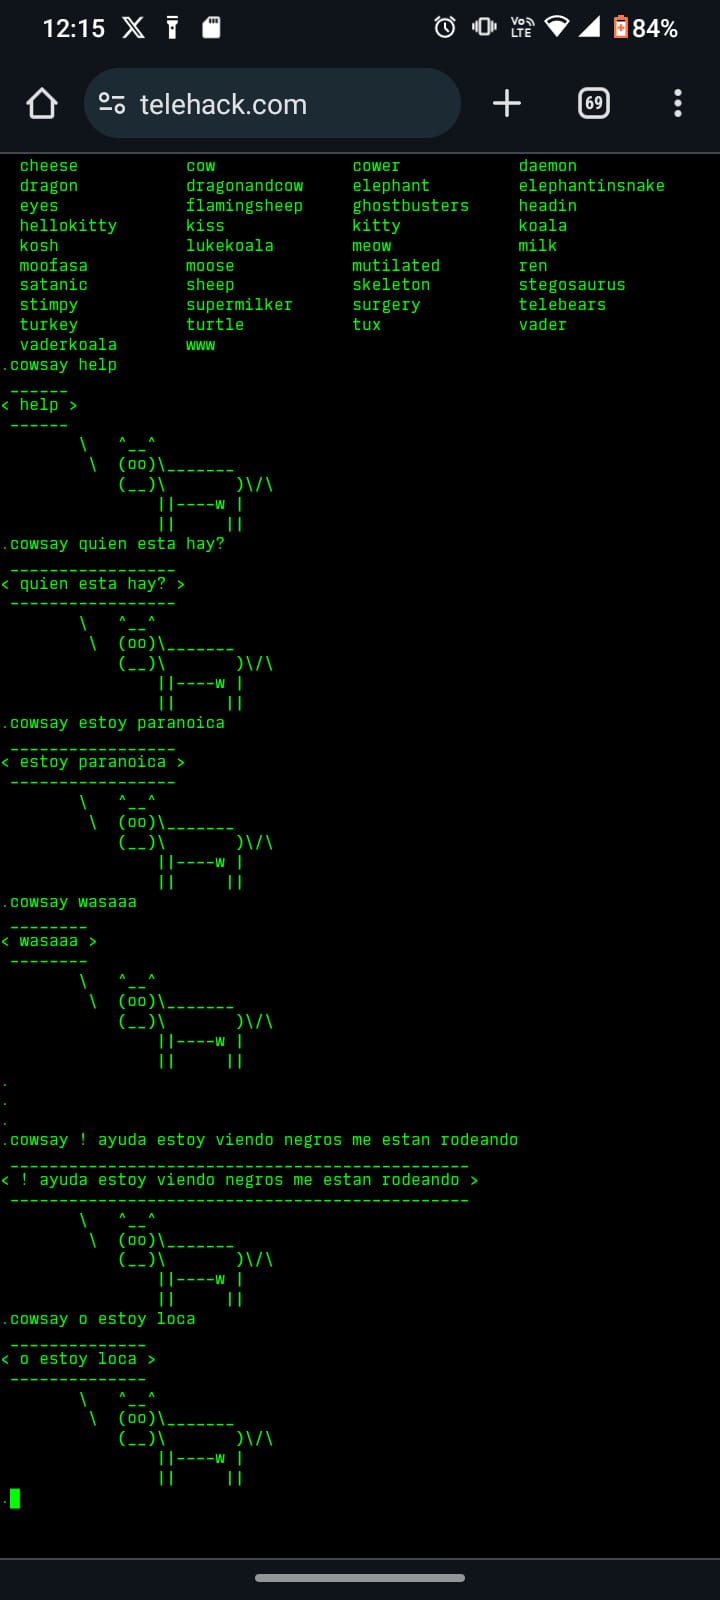 12:15 84%
telehack.com 69
cheese cow cower daemon
dragon dragonandcow elephant elephantinsnake
eyes flamingsheep ghostbusters headin
hellokitty kiss kitty koala
kosh lukekoala meow milk
moofasa moose mutilated ren
satanic sheep skeleton stegosaurus
stimpy supermilker surgery telebears
turkey turtle tux vader
vaderkoala www
.cowsay help
 ------
< help >
 ------
        \   ^__^
         \  (oo)\_______
            (__)\       )\/\
                ||----w |
                ||     ||
.cowsay quien esta hay?
 -----------------
< quien esta hay? >
 -----------------
        \   ^__^
         \  (oo)\_______
            (__)\       )\/\
                ||----w |
                ||     ||
.cowsay estoy paranoica
 -----------------
< estoy paranoica >
 -----------------
        \   ^__^
         \  (oo)\_______
            (__)\       )\/\
                ||----w |
                ||     ||
.cowsay wasaaa
 --------
< wasaaa >
 --------
        \   ^__^
         \  (oo)\_______
            (__)\       )\/\
                ||----w |
                ||     ||
.
.
.
.cowsay ! ayuda estoy viendo negros me estan rodeando
 -----------------------------------------------
< ! ayuda estoy viendo negros me estan rodeando >
 -----------------------------------------------
        \   ^__^
         \  (oo)\_______
            (__)\       )\/\
                ||----w |
                ||     ||
.cowsay o estoy loca
 --------------
< o estoy loca >
 --------------
        \   ^__^
         \  (oo)\_______
            (__)\       )\/\
                ||----w |
                ||     ||
.